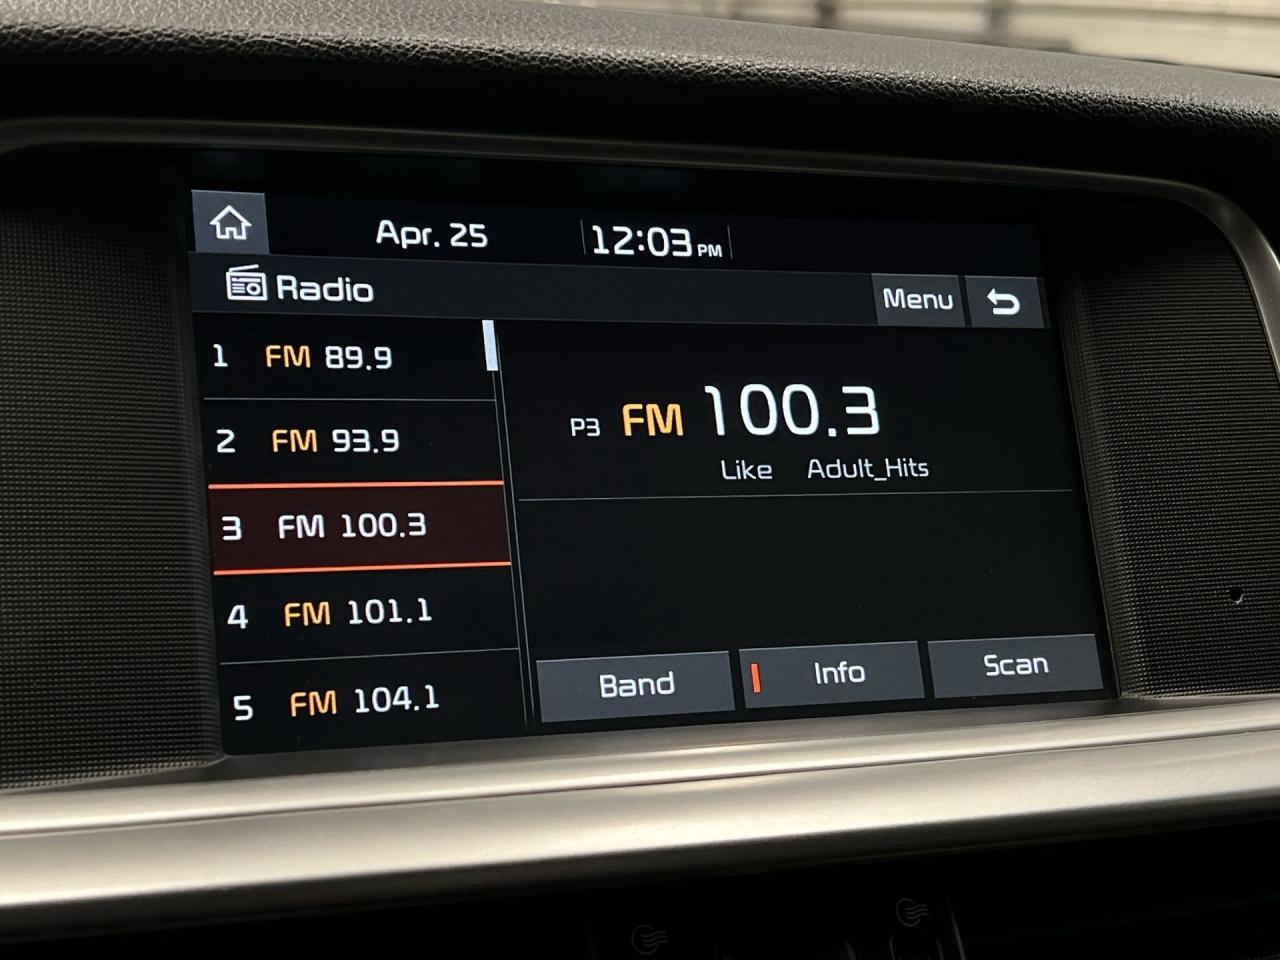 Apr. 25 12:03 PM
Radio
Menu
1 FM 89.9
2 FM 93.9
3 FM 100.3
4 FM 101.1
5 FM 104.1
P3 FM 100.3
Like Adult_Hits
Band Info Scan